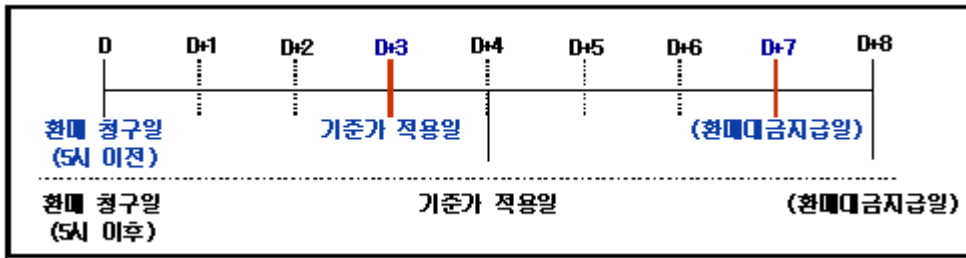 D D+1 D+2 D+3 D+4 D+5 D+6 D+7 D+8
환매 청구일 기준가 적용일 (환매대금지급일)
(5시 이전)
환매 청구일 기준가 적용일 (환매대금지급일)
(5시 이후)